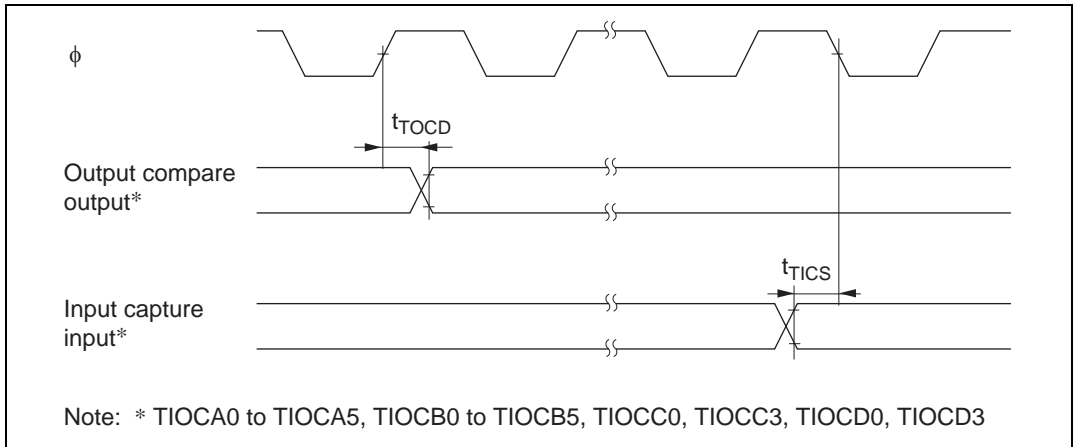 ϕ
tTOCD
Output compare
output*
tTICS
Input capture
input*
Note: * TIOCA0 to TIOCA5, TIOCB0 to TIOCB5, TIOCC0, TIOCC3, TIOCD0, TIOCD3